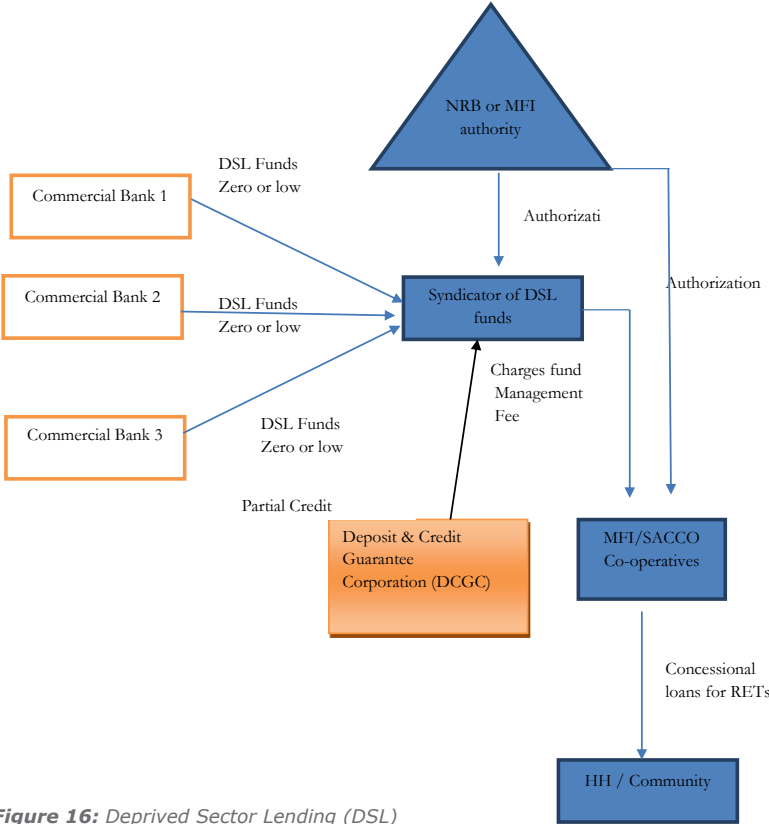 NRB or MFI
authority
DSL Funds
Zero or low
Commercial Bank 1
Authorizati
Commercial Bank 2
DSL Funds
Zero or low
Syndicator of DSL
funds
Authorization
Charges fund
Management
Fee
Commercial Bank 3
DSL Funds
Zero or low
Partial Credit
Deposit & Credit
Guarantee
Corporation (DCGC)
MFI/SACCO
Co-operatives
Concessional
loans for RETs
HH / Community
Figure 16: Deprived Sector Lending (DSL)